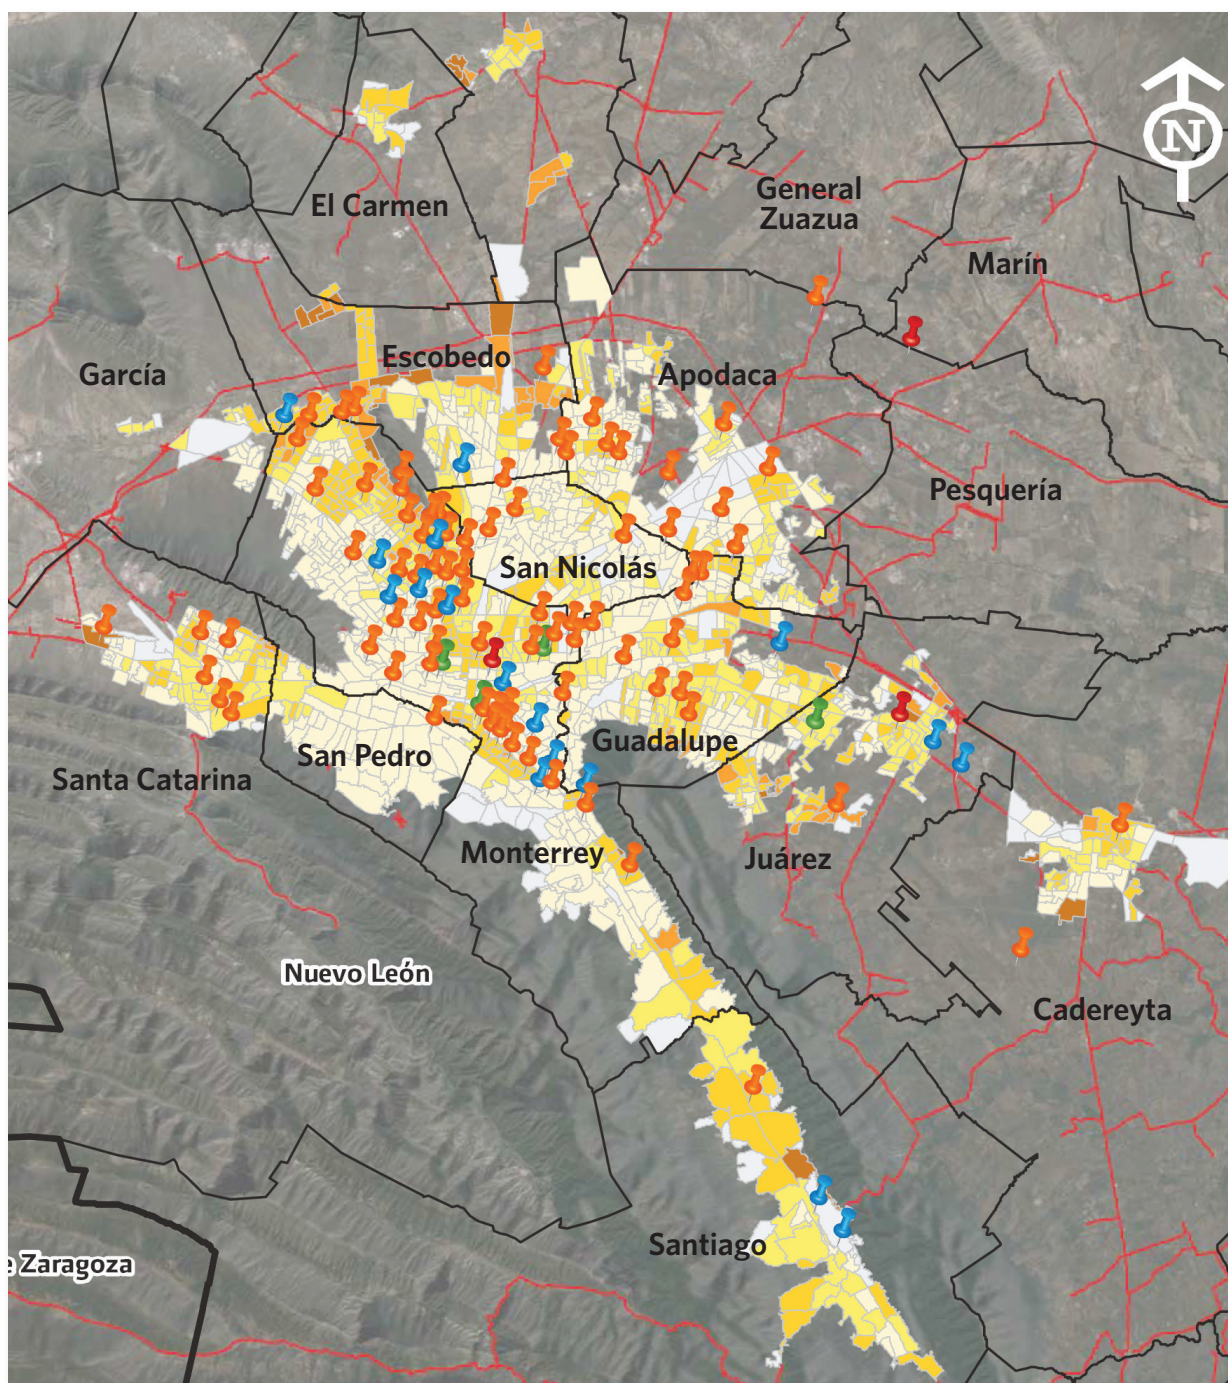 N
El Carmen
General
Zuazua
Marín
García
Escobedo
Apodaca
Pesquería
San Nicolás
Santa Catarina
San Pedro
Guadalupe
Monterrey
Juárez
Nuevo León
Cadereyta
Santiago
e Zaragoza